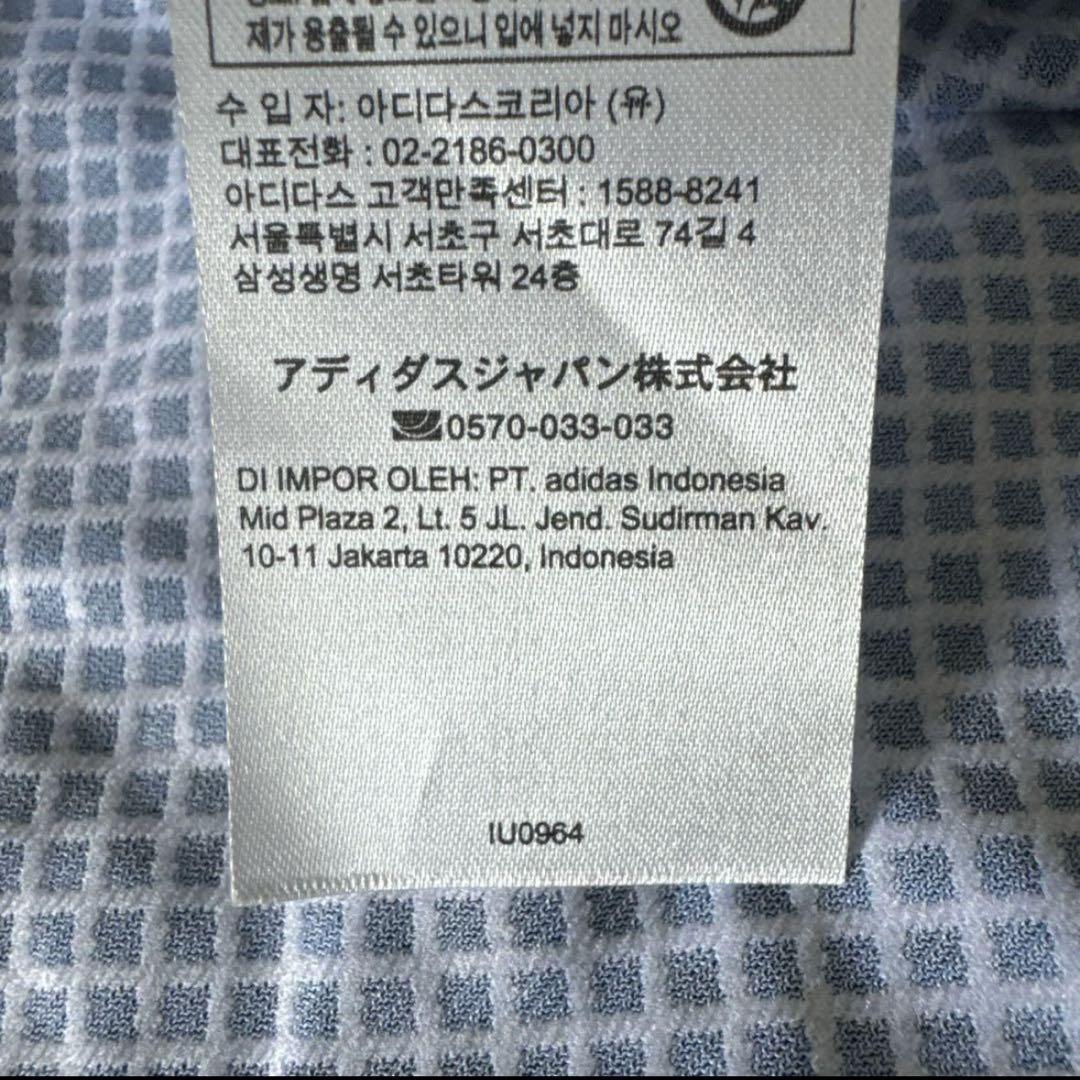 제가 용출될 수 있으니 입에 넣지 마시오
수 입 자: 아디다스코리아 (유)
대표전화 : 02-2186-0300
아디다스 고객만족센터 : 1588-8241
서울특별시 서초구 서초대로 74길 4
삼성생명 서초타워 24층
アディダスジャパン株式会社
0570-033-033
DI IMPOR OLEH: PT. adidas Indonesia
Mid Plaza 2, Lt. 5 JL. Jend. Sudirman Kav.
10-11 Jakarta 10220, Indonesia
IU0964